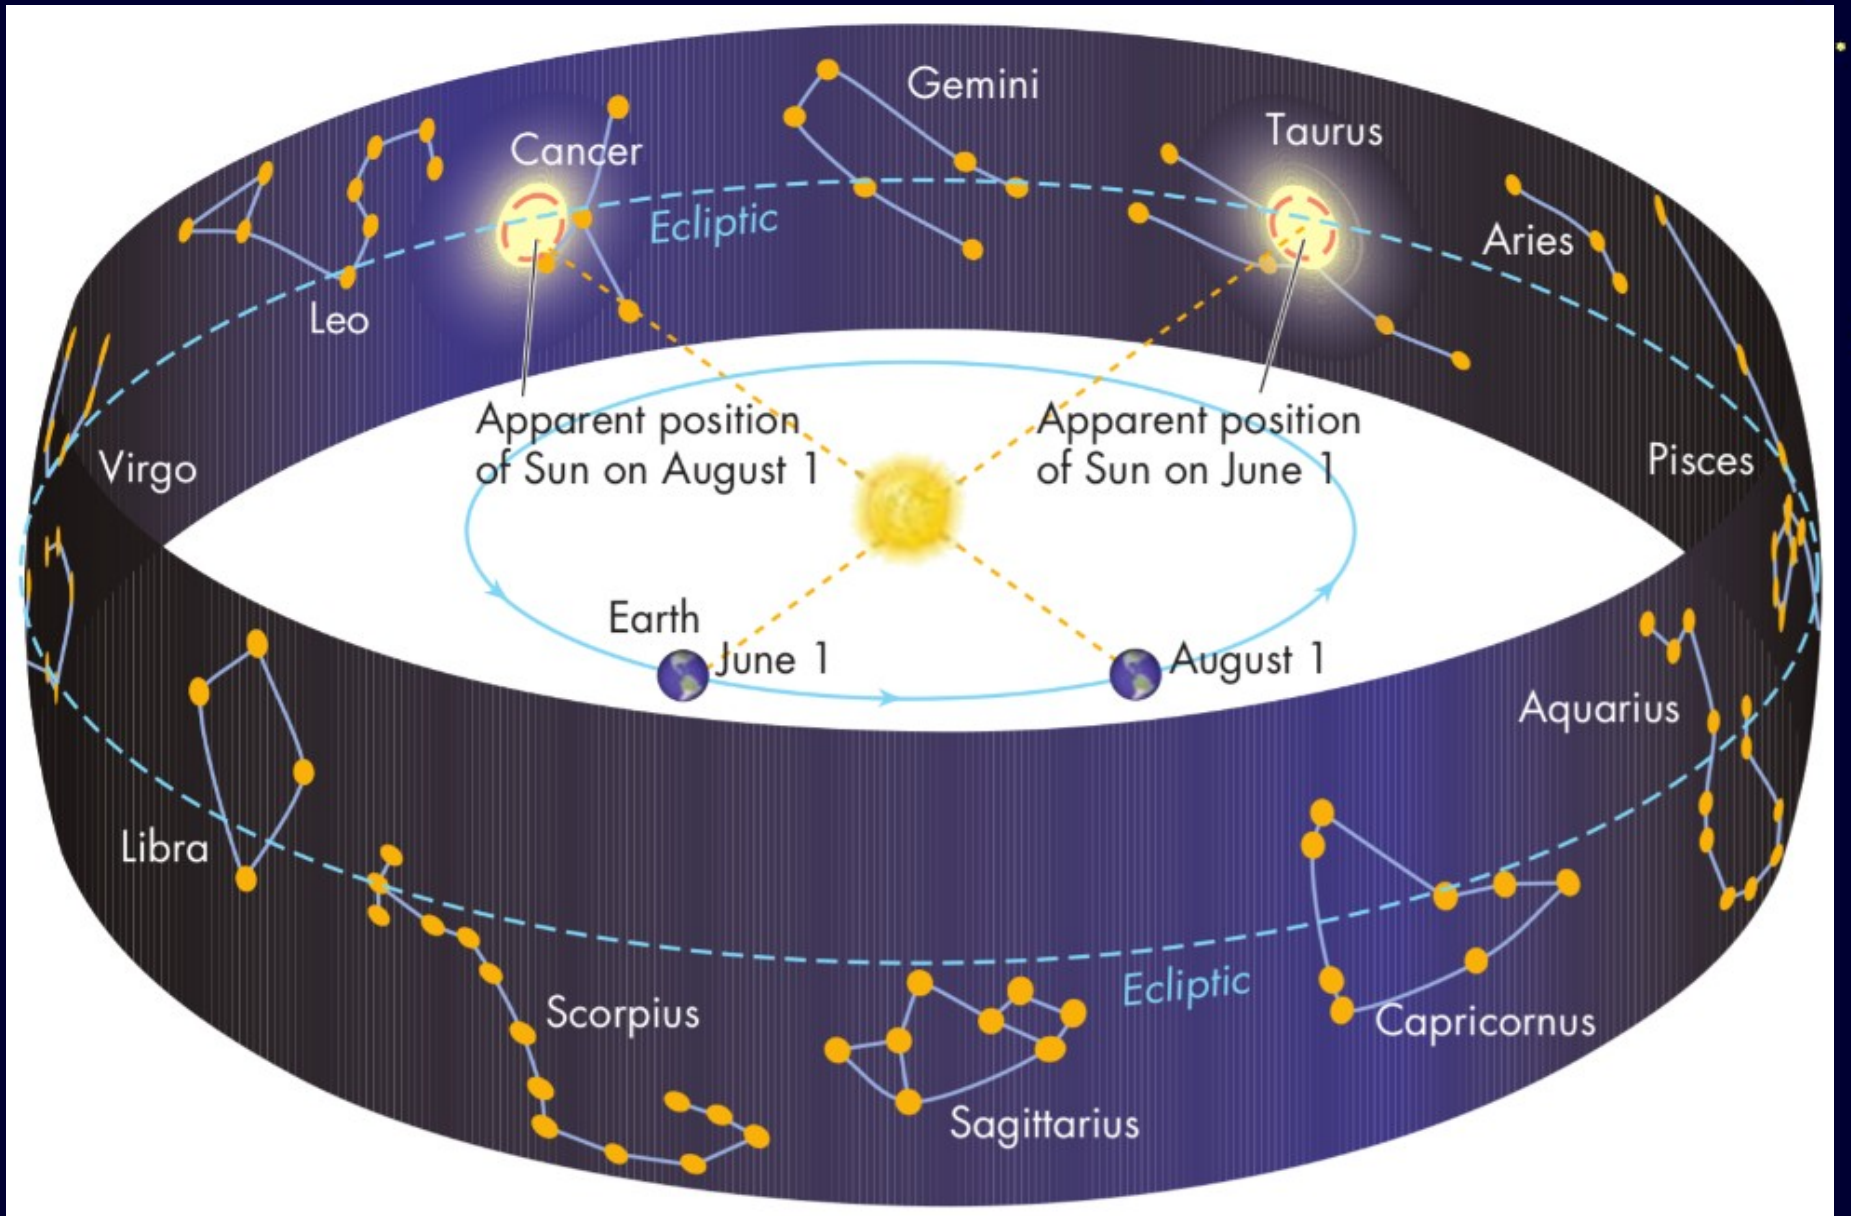 Gemini
Taurus
Cancer
Ecliptic
Aries
Leo
Apparent position
of Sun on August 1
Apparent position
of Sun on June 1
Virgo
Pisces
Earth
June 1
August 1
Aquarius
Libra
Ecliptic
Scorpius
Capricornus
Sagittarius